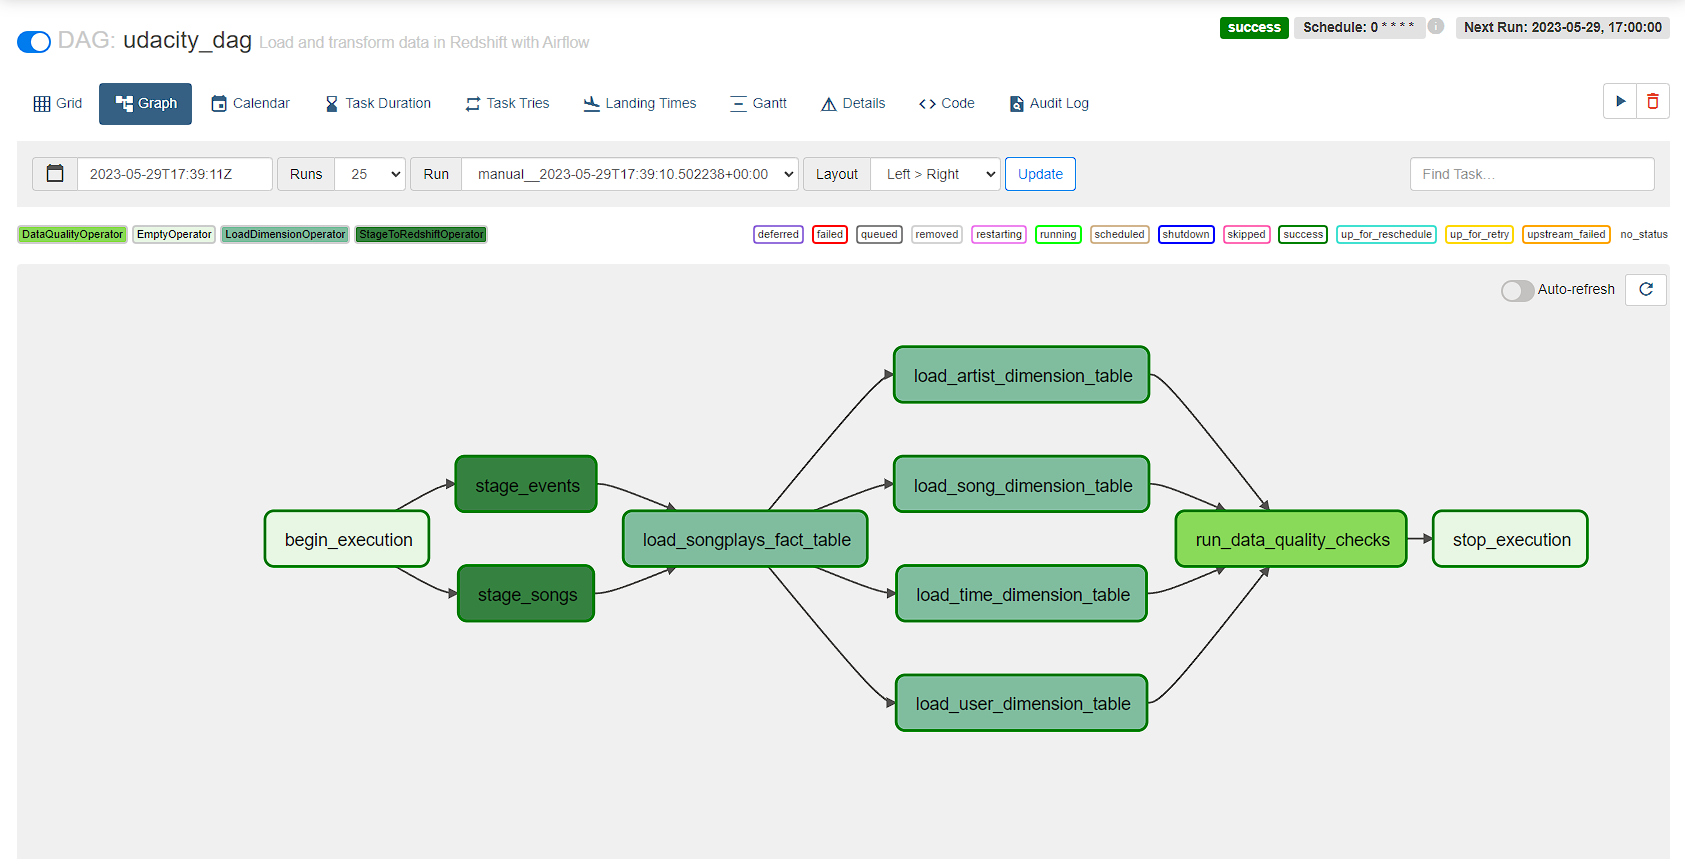 DAG: udacity_dag Load and transform data in Redshift with Airflow
success Schedule: 0 * * * * i Next Run: 2023-05-29, 17:00:00
Grid Graph Calendar Task Duration Task Tries Landing Times Gantt Details Code Audit Log
2023-05-29T17:39:11Z Runs 25 Run manual__2023-05-29T17:39:10.502238+00:00 Layout Left > Right Update Find Task...
DataQualityOperator EmptyOperator LoadDimensionOperator StageToRedshiftOperator deferred failed queued removed restarting running scheduled shutdown skipped success up_for_reschedule up_for_retry upstream_failed no_status
Auto-refresh
load_artist_dimension_table
stage_events load_song_dimension_table
begin_execution load_songplays_fact_table run_data_quality_checks stop_execution
stage_songs load_time_dimension_table
load_user_dimension_table